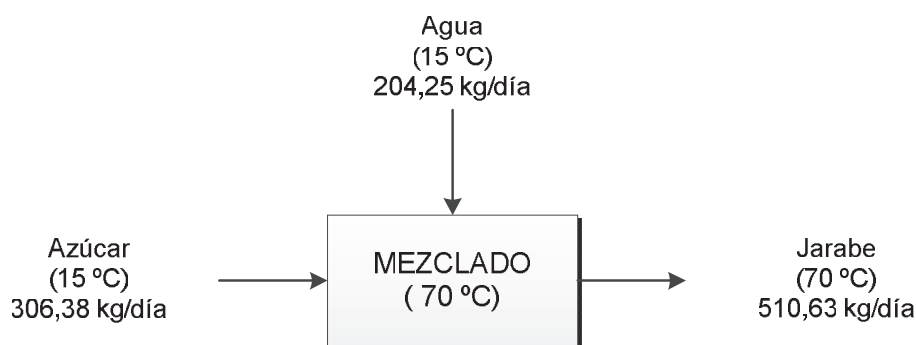 Agua
(15 ºC)
204,25 kg/día
Azúcar
(15 ºC)
306,38 kg/día
MEZCLADO
( 70 ºC)
Jarabe
(70 ºC)
510,63 kg/día